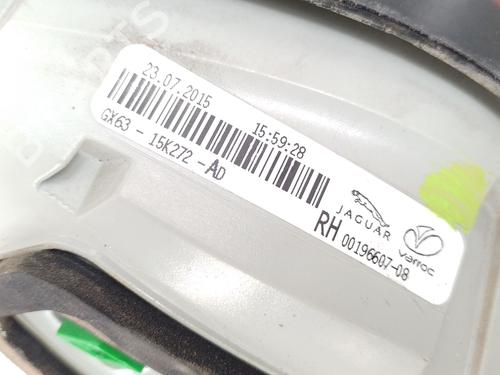 23.07.2015 15:59:28
GX63 - 15K272 - AD
JAGUAR
Varroc
RH 00196607-08